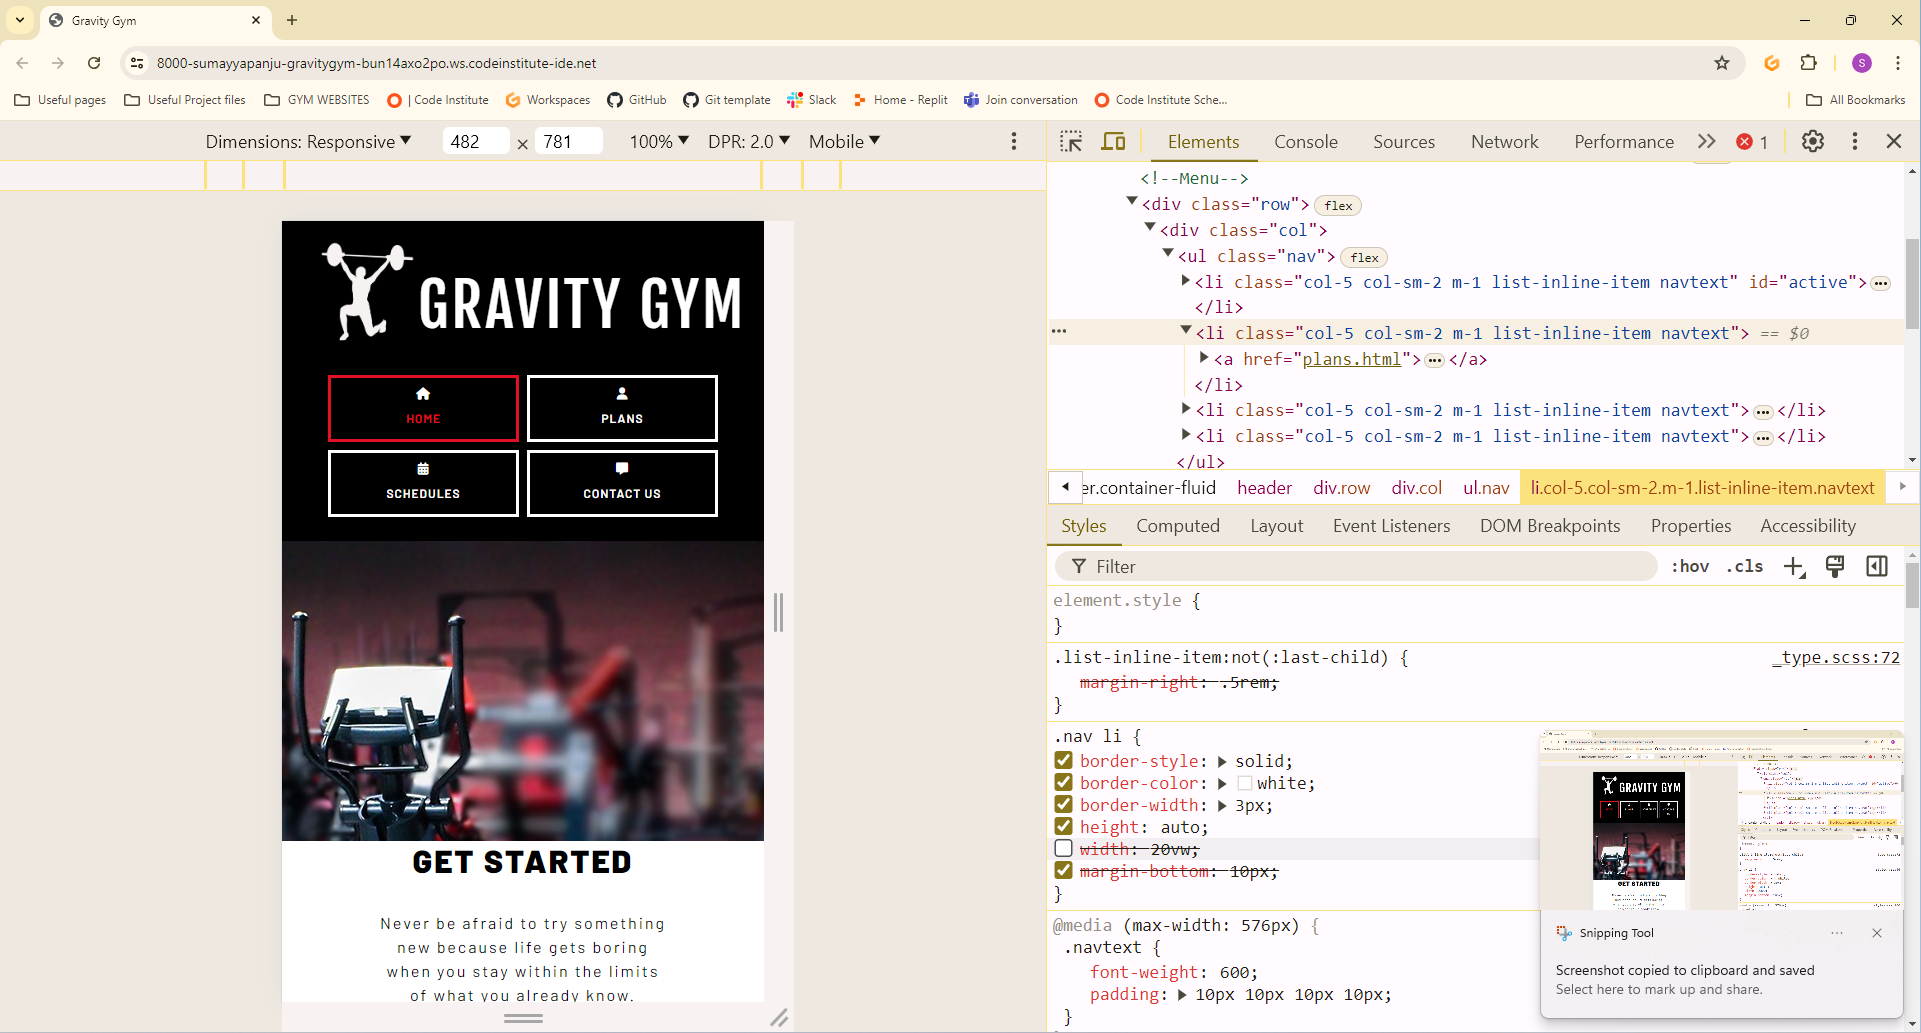 Gravity Gym
8000-sumayyapanju-gravitygym-bun14axo2po.ws.codeinstitute-ide.net
S
Useful pages
Useful Project files
GYM WEBSITES
| Code Institute
Workspaces
GitHub
Git template
Slack
Home - Replit
Join conversation
Code Institute Sche...
All Bookmarks
Dimensions: Responsive
482 × 781
100%
DPR: 2.0
Mobile
GRAVITY GYM
HOME
PLANS
SCHEDULES
CONTACT US
GET STARTED
Never be afraid to try something
new because life gets boring
when you stay within the limits
of what you already know.
Elements
Console
Sources
Network
Performance
1
<!--Menu-->
<div class="row"> flex
<div class="col">
<ul class="nav"> flex
<li class="col-5 col-sm-2 m-1 list-inline-item navtext" id="active"> ...
</li>
... <li class="col-5 col-sm-2 m-1 list-inline-item navtext"> == $0
<a href="plans.html"> ... </a>
</li>
<li class="col-5 col-sm-2 m-1 list-inline-item navtext"> ... </li>
<li class="col-5 col-sm-2 m-1 list-inline-item navtext"> ... </li>
</ul>
er.container-fluid header div.row div.col ul.nav li.col-5.col-sm-2.m-1.list-inline-item.navtext
Styles
Computed
Layout
Event Listeners
DOM Breakpoints
Properties
Accessibility
Filter
:hov
.cls
element.style {
}
.list-inline-item:not(:last-child) {
_type.scss:72
margin-right: .5rem;
}
.nav li {
border-style: solid;
border-color: white;
border-width: 3px;
height: auto;
width: 20vw;
margin-bottom: 10px;
}
@media (max-width: 576px) {
.navtext {
font-weight: 600;
padding: 10px 10px 10px 10px;
}
GRAVITY GYM
GET STARTED
Snipping Tool
Screenshot copied to clipboard and saved
Select here to mark up and share.